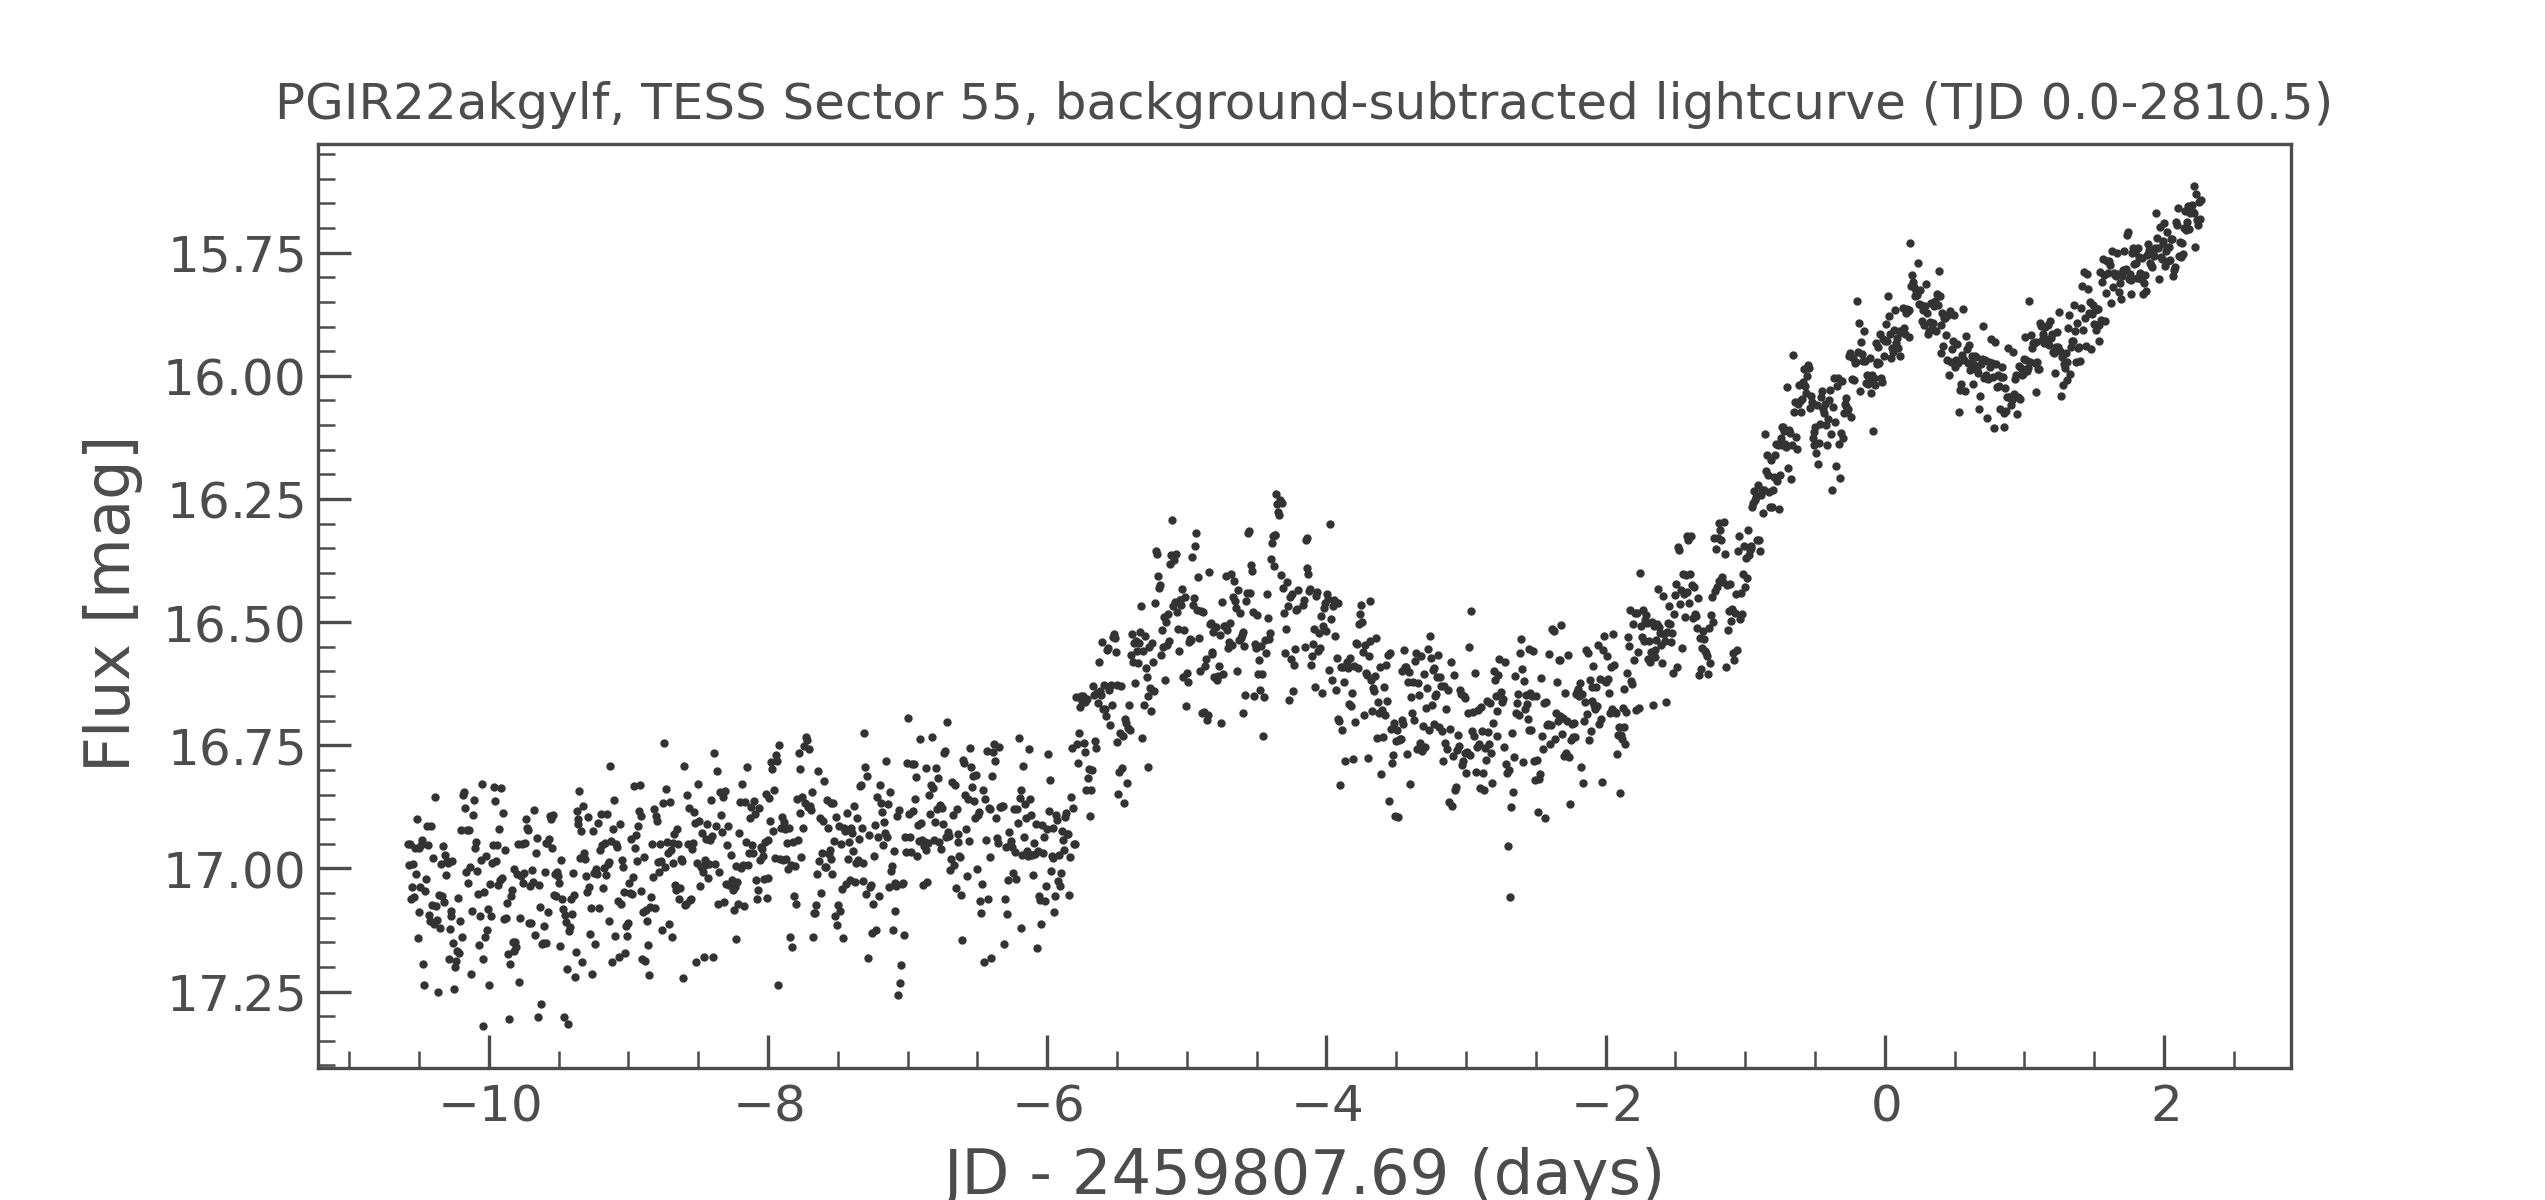 PGIR22akgylf, TESS Sector 55, background-subtracted lightcurve (TJD 0.0-2810.5)
Flux [mag]
15.75
16.00
16.25
16.50
16.75
17.00
17.25
−10 −8 −6 −4 −2 0 2
JD - 2459807.69 (days)